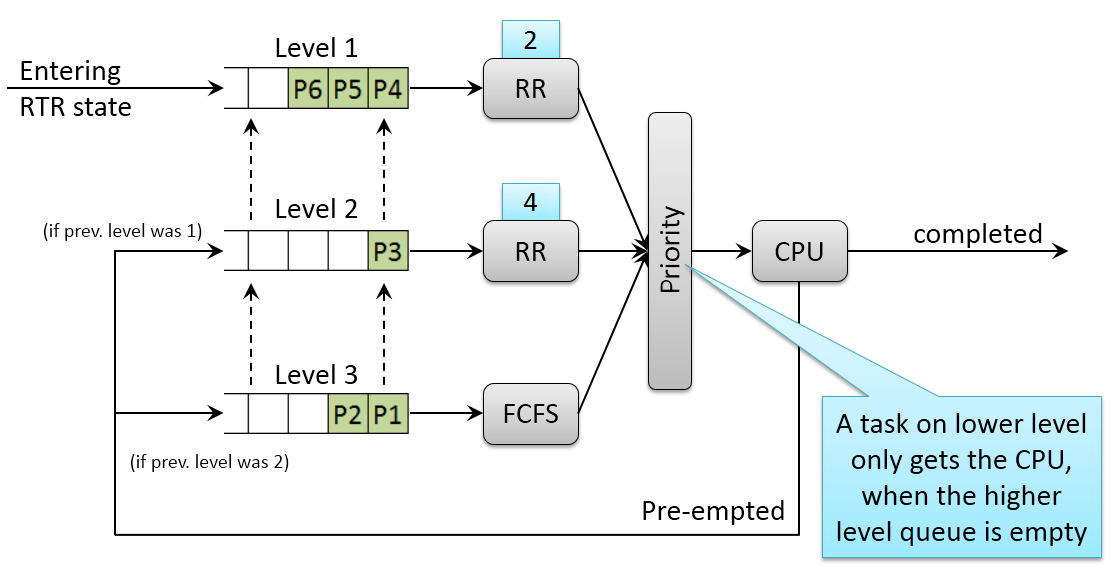 Level 1
2
Entering
RTR state
P6 P5 P4
RR
Level 2
4
(if prev. level was 1)
P3
RR
Priority
CPU
completed
Level 3
P2 P1
FCFS
(if prev. level was 2)
A task on lower level
only gets the CPU,
when the higher
level queue is empty
Pre-empted